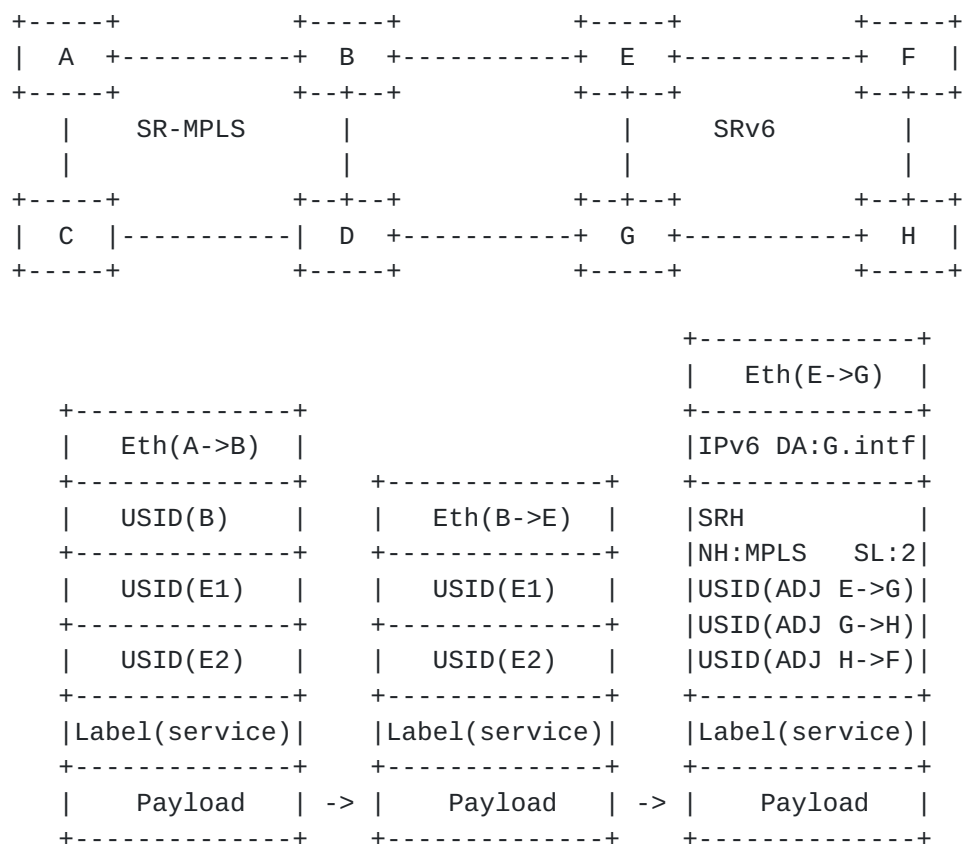 +-----+           +-----+           +-----+           +-----+
|  A  +-----------+  B  +-----------+  E  +-----------+  F  |
+-----+           +--+--+           +--+--+           +--+--+
   |    SR-MPLS      |                 |     SRv6        |
   |                 |                 |                 |
+-----+           +--+--+           +--+--+           +--+--+
|  C  |-----------|  D  +-----------+  G  +-----------+  H  |
+-----+           +-----+           +-----+           +-----+
                                          +--------------+
                                          |   Eth(E->G)  |
   +--------------+                       +--------------+
   |   Eth(A->B)  |                       |IPv6 DA:G.intf|
   +--------------+    +--------------+   +--------------+
   |   USID(B)    |    |   Eth(B->E)  |   |SRH           |
   +--------------+    +--------------+   |NH:MPLS   SL:2|
   |   USID(E1)   |    |   USID(E1)   |   |USID(ADJ E->G)|
   +--------------+    +--------------+   |USID(ADJ G->H)|
   |   USID(E2)   |    |   USID(E2)   |   |USID(ADJ H->F)|
   +--------------+    +--------------+   +--------------+
   |Label(service)|    |Label(service)|   |Label(service)|
   +--------------+    +--------------+   +--------------+
   |    Payload   | -> |    Payload   | -> |    Payload   |
   +--------------+    +--------------+   +--------------+